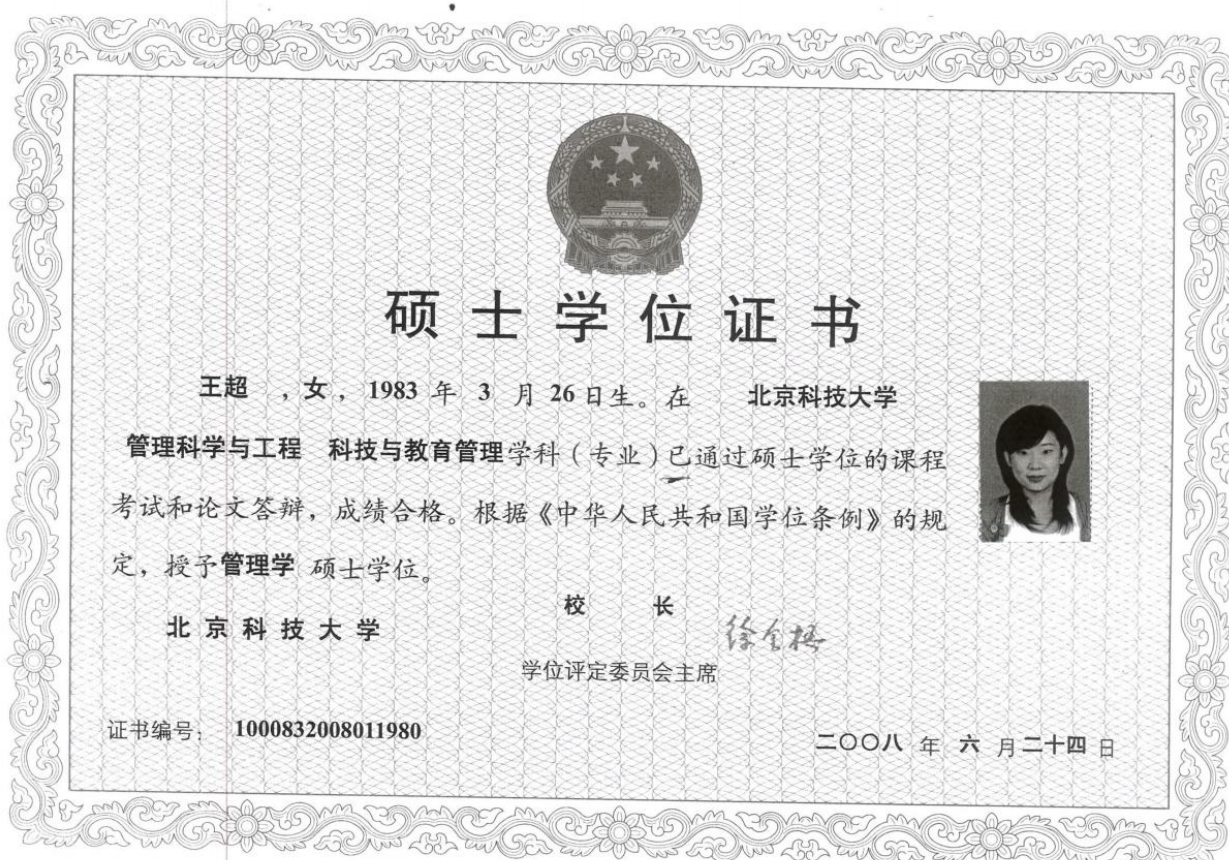 硕士学位证书
王超 ，女，1983 年 3 月 26日生。在 北京科技大学
管理科学与工程 科技与教育管理学科（专业）已通过硕士学位的课程
考试和论文答辩，成绩合格。根据《中华人民共和国学位条例》的规
定，授予管理学 硕士学位。
北京科技大学
校 长
徐金梧
学位评定委员会主席
证书编号：1000832008011980
二〇〇八 年 六 月二十四 日